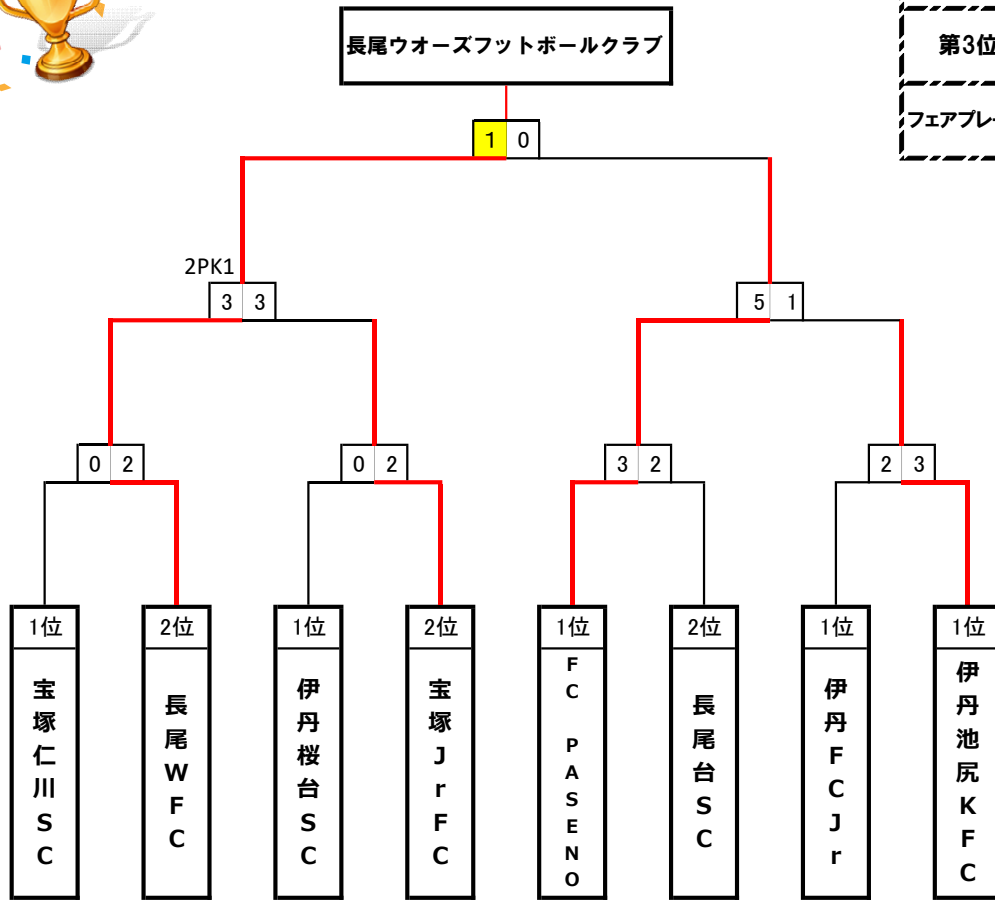 長尾ウオーズフットボールクラブ
第3位
フェアプレー
1 0
2PK1
3 3
5 1
0 2
0 2
3 2
2 3
1位
2位
1位
2位
1位
2位
1位
1位
宝塚仁川SC
長尾WFC
伊丹桜台SC
宝塚JrFC
FC PASENO
長尾台SC
伊丹FCJr
伊丹池尻KFC